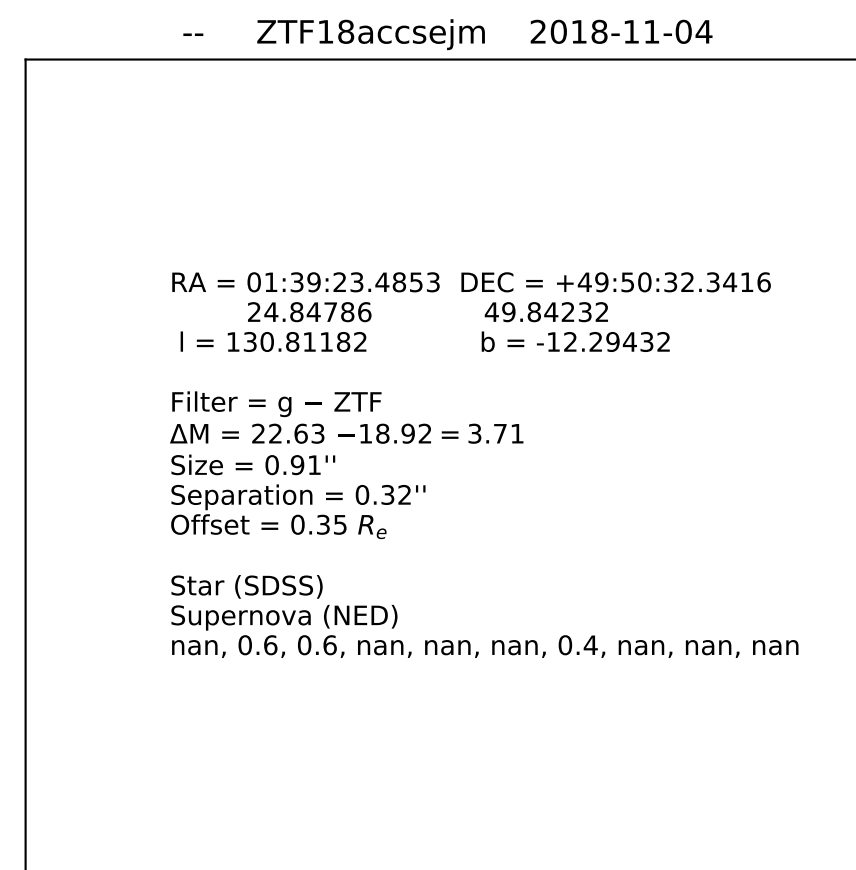 -- ZTF18accsejm 2018-11-04
RA = 01:39:23.4853 DEC = +49:50:32.3416
24.84786 49.84232
l = 130.81182 b = -12.29432
Filter = g − ZTF
ΔM = 22.63 −18.92 = 3.71
Size = 0.91''
Separation = 0.32''
Offset = 0.35 Re
Star (SDSS)
Supernova (NED)
nan, 0.6, 0.6, nan, nan, nan, 0.4, nan, nan, nan